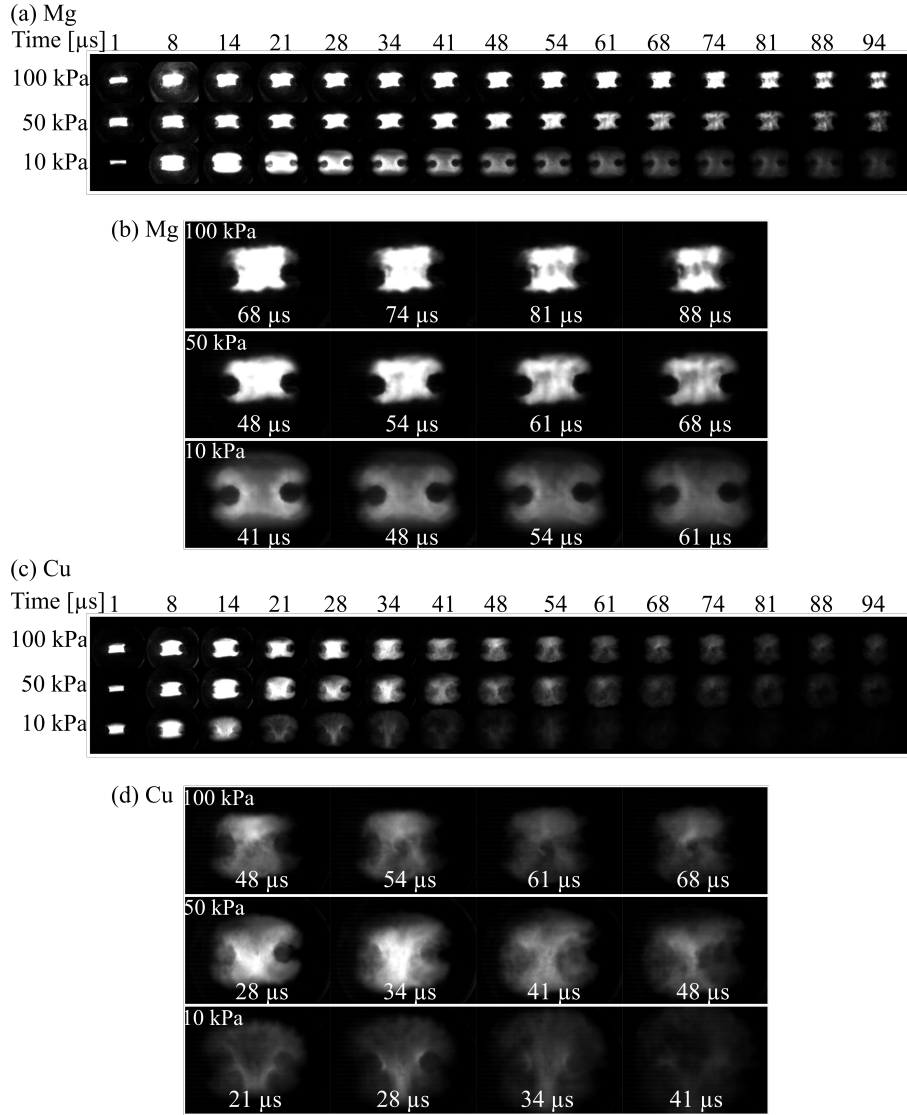 (a) Mg
Time [µs] 1 8 14 21 28 34 41 48 54 61 68 74 81 88 94
100 kPa
50 kPa
10 kPa
(b) Mg
100 kPa
68 µs 74 µs 81 µs 88 µs
50 kPa
48 µs 54 µs 61 µs 68 µs
10 kPa
41 µs 48 µs 54 µs 61 µs
(c) Cu
Time [µs] 1 8 14 21 28 34 41 48 54 61 68 74 81 88 94
100 kPa
50 kPa
10 kPa
(d) Cu
100 kPa
48 µs 54 µs 61 µs 68 µs
50 kPa
28 µs 34 µs 41 µs 48 µs
10 kPa
21 µs 28 µs 34 µs 41 µs